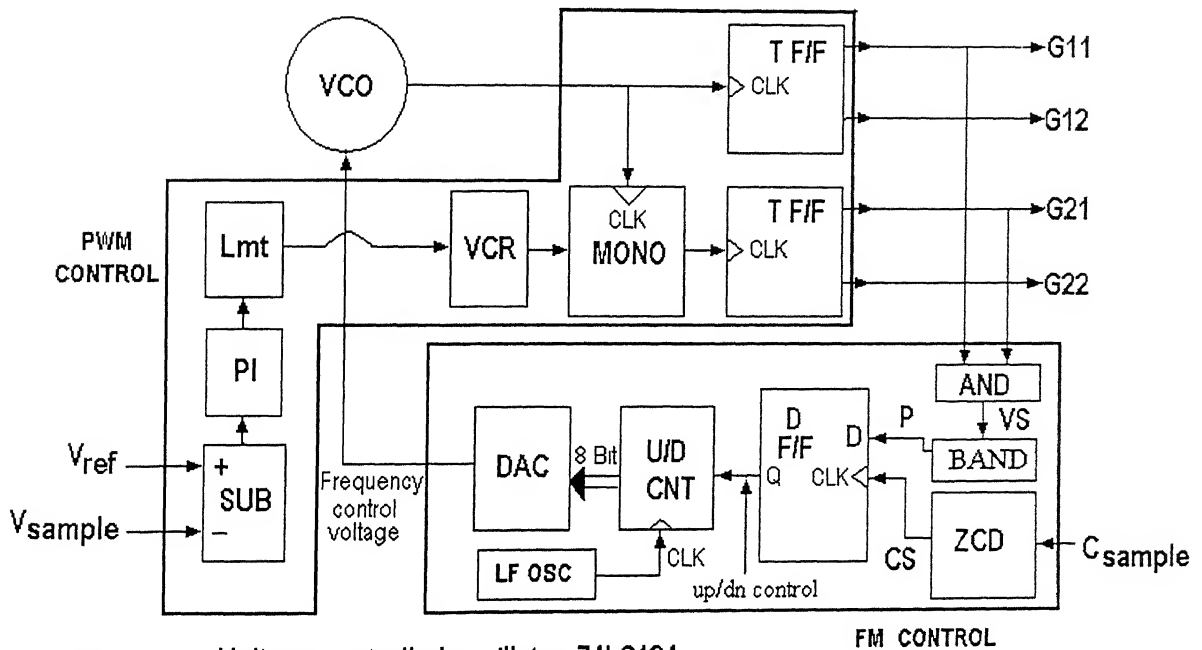 VCO
T F/F
CLK
G11
G12
PWM
CONTROL
Lmt
VCR
CLK
MONO
T F/F
CLK
G21
G22
PI
AND
VS
BAND
P
D
F/F
D
CLK
Q
U/D
CNT
8 Bit
DAC
Vref
+
SUB
−
Vsample
Frequency
control
voltage
LF OSC
CLK
up/dn control
CS
ZCD
Csample
FM CONTROL